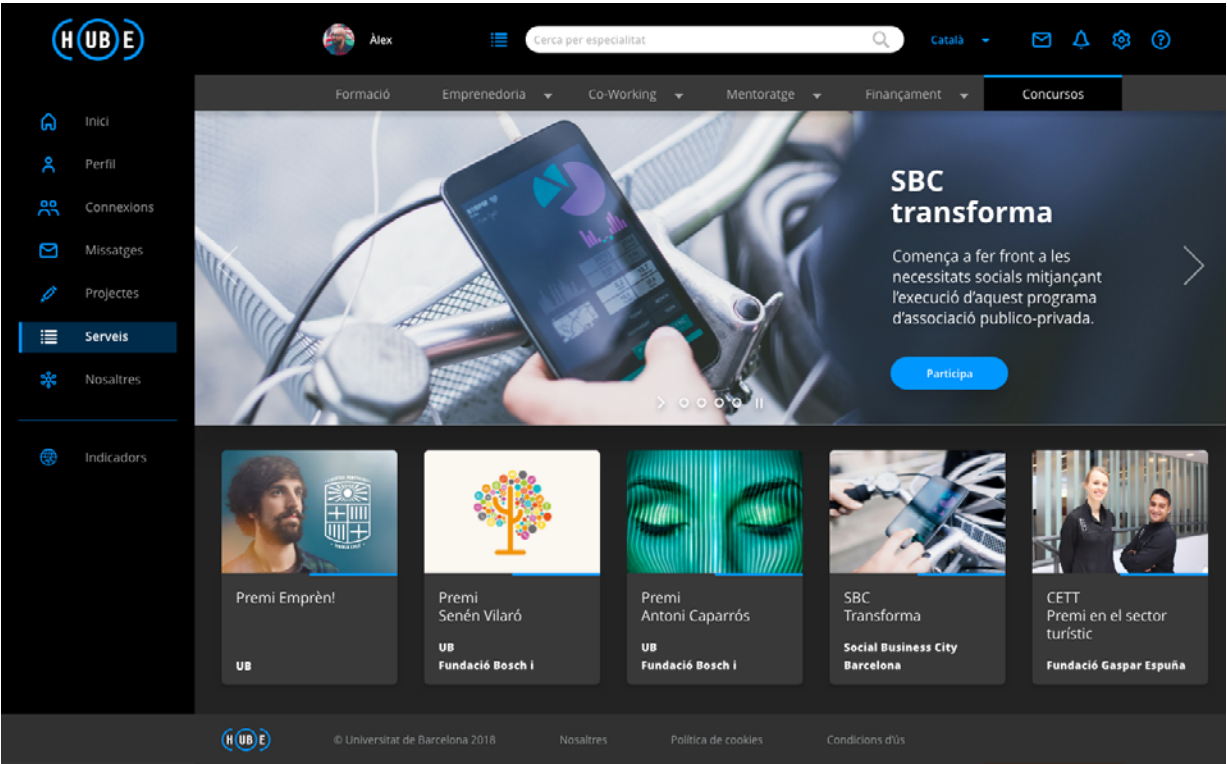 HUBE
Àlex
Cerca per especialitat
Català
Formació
Emprenedoria
Co-Working
Mentoratge
Finançament
Concursos
Inici
Perfil
Connexions
Missatges
Projectes
Serveis
Nosaltres
Indicadors
SBC
transforma
Comença a fer front a les
necessitats socials mitjançant
l'execució d'aquest programa
d'associació publico-privada.
Participa
Premi Emprèn!
UB
Premi
Senén Vilaró
UB
Fundació Bosch i
Premi
Antoni Caparrós
UB
Fundació Bosch i
SBC
Transforma
Social Business City
Barcelona
CETT
Premi en el sector
turístic
Fundació Gaspar Espuña
HUBE
© Universitat de Barcelona 2018
Nosaltres
Política de cookies
Condicions d'ús